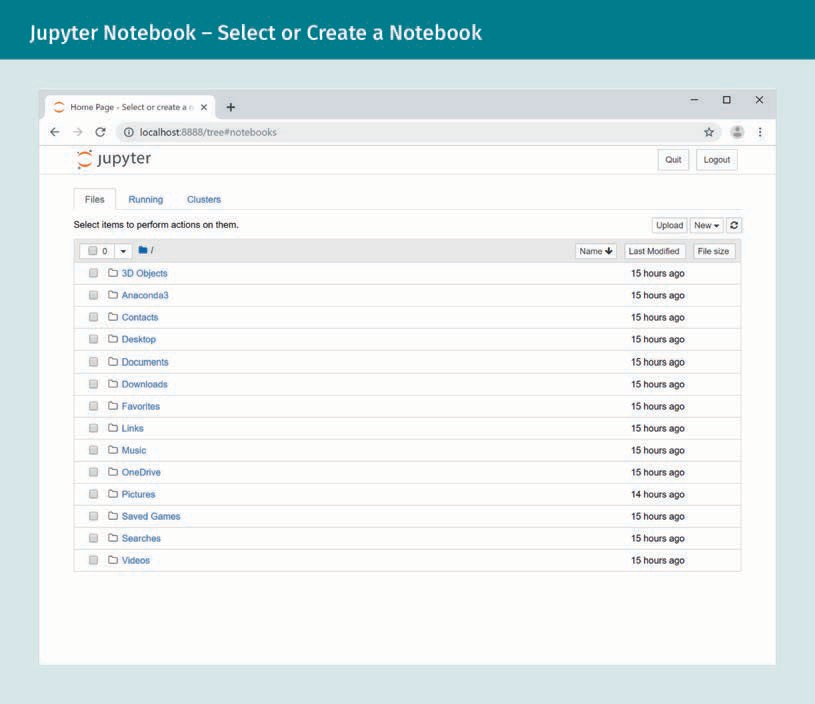 Jupyter Notebook – Select or Create a Notebook
Home Page - Select or create a n
localhost:8888/tree#notebooks
jupyter
Quit Logout
Files Running Clusters
Select items to perform actions on them.
Upload New
0 / Name Last Modified File size
3D Objects 15 hours ago
Anaconda3 15 hours ago
Contacts 15 hours ago
Desktop 15 hours ago
Documents 15 hours ago
Downloads 15 hours ago
Favorites 15 hours ago
Links 15 hours ago
Music 15 hours ago
OneDrive 15 hours ago
Pictures 14 hours ago
Saved Games 15 hours ago
Searches 15 hours ago
Videos 15 hours ago